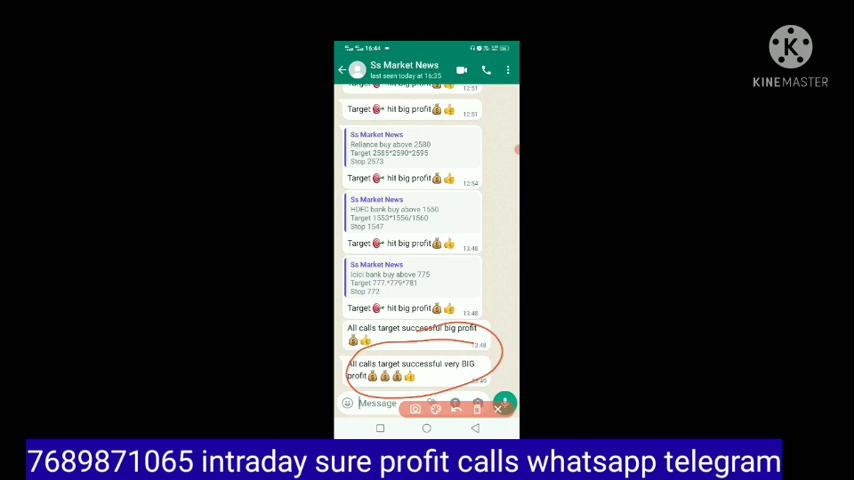 16:44
Ss Market News
last seen today at 16:35
12:51
Target 🎯 hit big profit💰👍
12:51
Ss Market News
Reliance buy above 2580
Target 2585*2590*2595
Stop 2573
Target 🎯 hit big profit💰👍
12:54
Ss Market News
HDFC bank buy above 1550
Target 1553*1556/1560
Stop 1547
Target 🎯 hit big profit💰👍
13:48
Ss Market News
Icici bank buy above 775
Target 777.*779*781
Stop 772
Target 🎯 hit big profit💰👍
13:48
All calls target successful big profit
💰👍
13:48
All calls target successful very BIG
profit💰💰💰👍
Message
KINEMASTER
7689871065 intraday sure profit calls whatsapp telegram